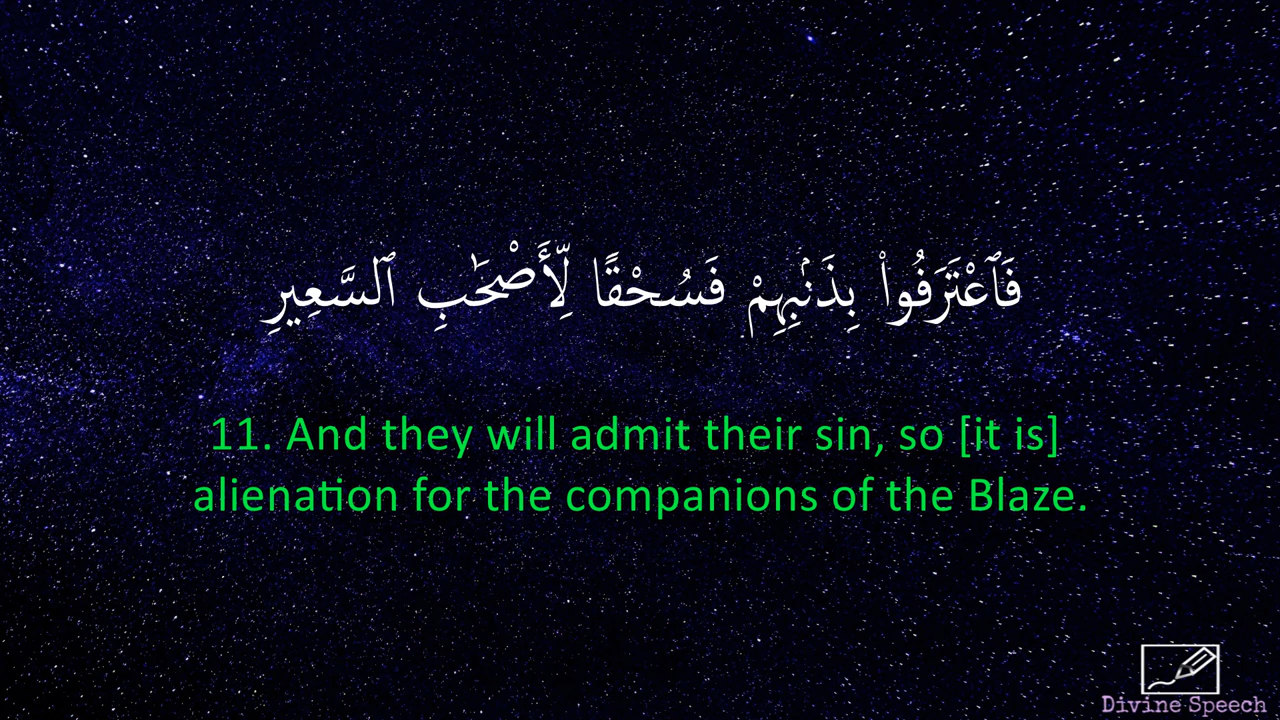 فَٱعْتَرَفُوا۟ بِذَنۢبِهِمْ فَسُحْقًا لِّأَصْحَٰبِ ٱلسَّعِيرِ
11. And they will admit their sin, so [it is]
alienation for the companions of the Blaze.
Divine Speech